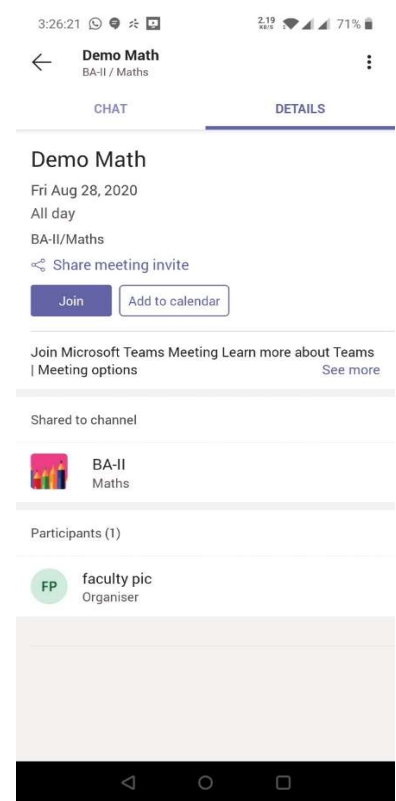 3:26:21 2.19 KB/S 71%
Demo Math
BA-II / Maths
CHAT DETAILS
Demo Math
Fri Aug 28, 2020
All day
BA-II/Maths
Share meeting invite
Join Add to calendar
Join Microsoft Teams Meeting Learn more about Teams
| Meeting options See more
Shared to channel
BA-II
Maths
Participants (1)
FP faculty pic
Organiser